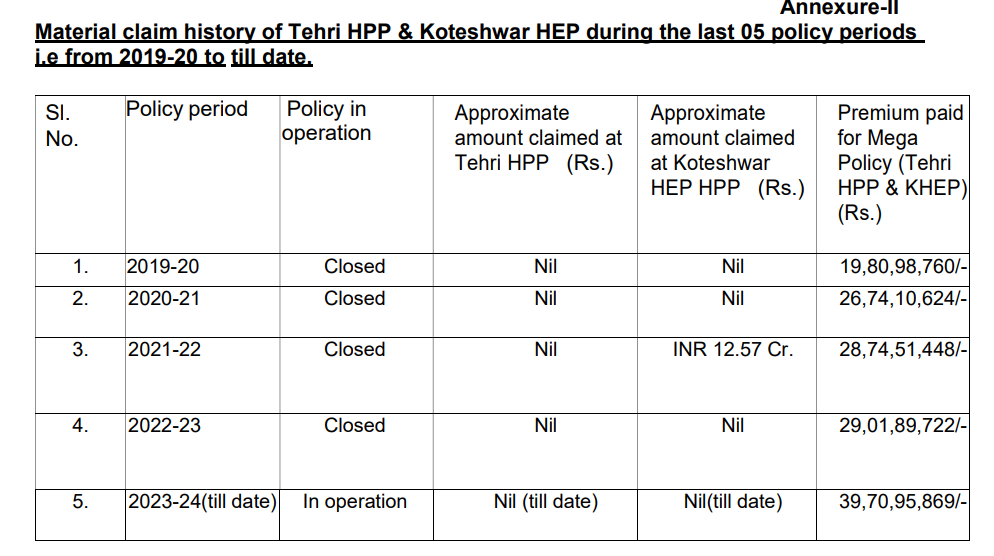 Annexure-II
Material claim history of Tehri HPP & Koteshwar HEP during the last 05 policy periods
i.e from 2019-20 to till date.
Sl. No. Policy period Policy in operation Approximate amount claimed at Tehri HPP (Rs.) Approximate amount claimed at Koteshwar HEP HPP (Rs.) Premium paid for Mega Policy (Tehri HPP & KHEP) (Rs.)
1. 2019-20 Closed Nil Nil 19,80,98,760/-
2. 2020-21 Closed Nil Nil 26,74,10,624/-
3. 2021-22 Closed Nil INR 12.57 Cr. 28,74,51,448/-
4. 2022-23 Closed Nil Nil 29,01,89,722/-
5. 2023-24(till date) In operation Nil (till date) Nil(till date) 39,70,95,869/-